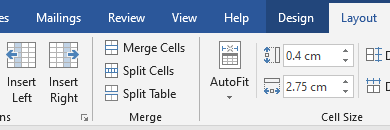 Mailings Review View Help Design Layout
Insert Left
Insert Right
Merge Cells
Split Cells
Split Table
Merge
AutoFit
0.4 cm
2.75 cm
Cell Size